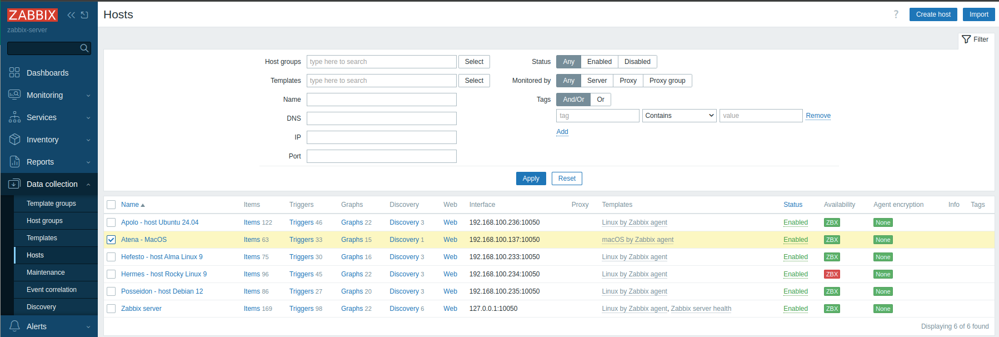 ZABBIX
zabbix-server
Dashboards
Monitoring
Services
Inventory
Reports
Data collection
Template groups
Host groups
Templates
Hosts
Maintenance
Event correlation
Discovery
Alerts
Hosts
? Create host Import
Filter
Host groups type here to search Select Status Any Enabled Disabled
Templates type here to search Select Monitored by Any Server Proxy Proxy group
Name Tags And/Or Or
DNS tag Contains value Remove
IP Add
Port
Apply Reset
Name Items Triggers Graphs Discovery Web Interface Proxy Templates Status Availability Agent encryption Info Tags
Apolo - host Ubuntu 24.04 Items 122 Triggers 46 Graphs 22 Discovery 3 Web 192.168.100.236:10050 Linux by Zabbix agent Enabled ZBX None
Atena - MacOS Items 63 Triggers 33 Graphs 15 Discovery 1 Web 192.168.100.137:10050 macOS by Zabbix agent Enabled ZBX None
Hefesto - host Alma Linux 9 Items 75 Triggers 30 Graphs 16 Discovery 3 Web 192.168.100.233:10050 Linux by Zabbix agent Enabled ZBX None
Hermes - host Rocky Linux 9 Items 96 Triggers 45 Graphs 22 Discovery 3 Web 192.168.100.234:10050 Linux by Zabbix agent Enabled ZBX None
Posseidon - host Debian 12 Items 86 Triggers 27 Graphs 20 Discovery 3 Web 192.168.100.235:10050 Linux by Zabbix agent Enabled ZBX None
Zabbix server Items 169 Triggers 98 Graphs 22 Discovery 6 Web 127.0.0.1:10050 Linux by Zabbix agent, Zabbix server health Enabled ZBX None
Displaying 6 of 6 found